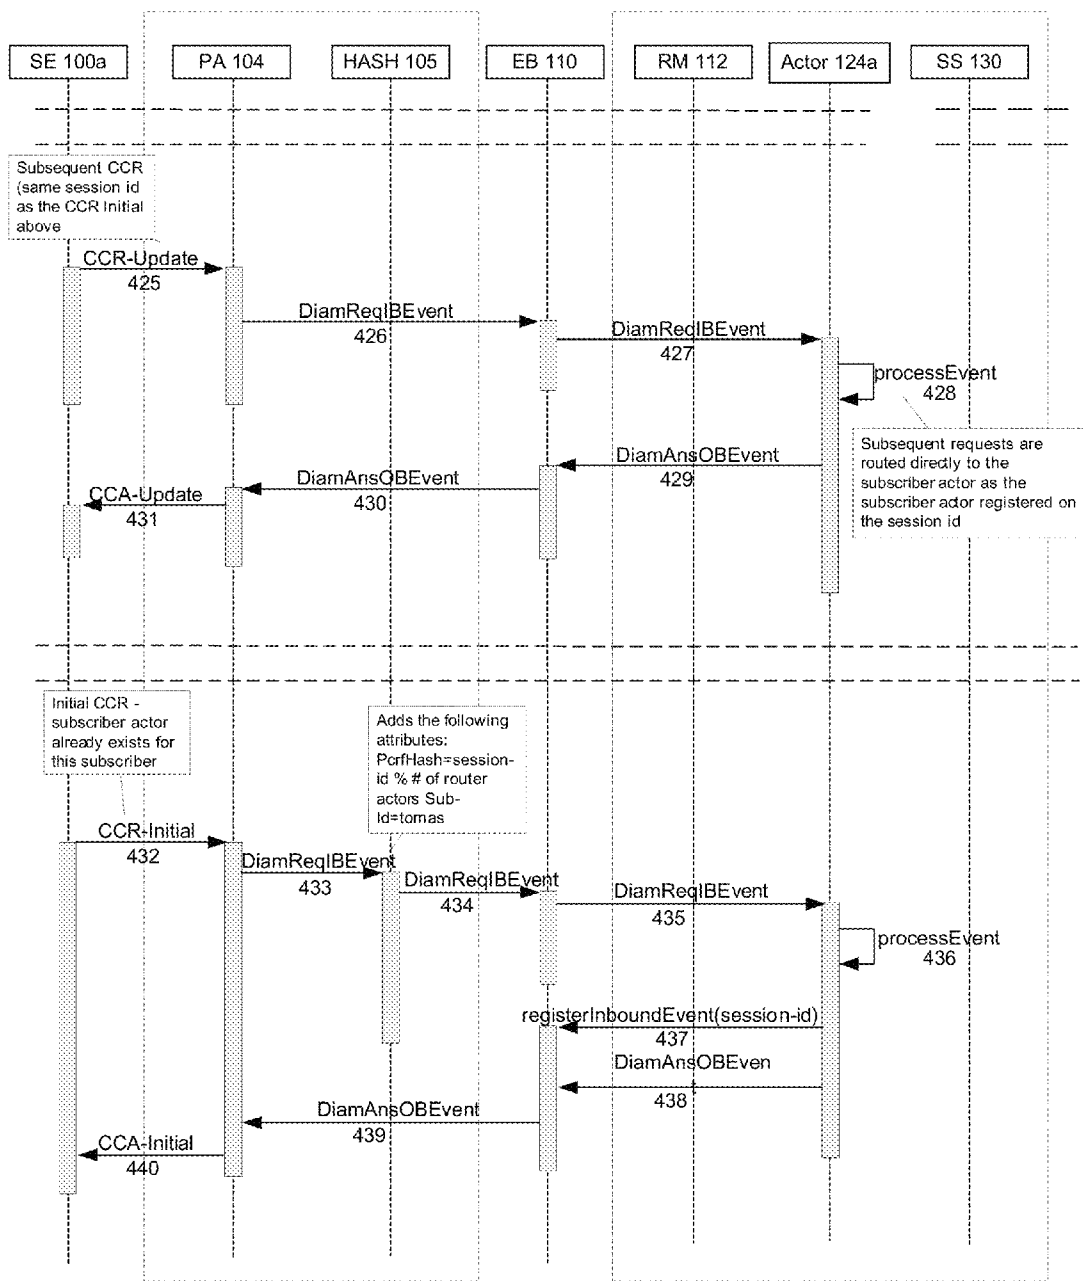 SE 100a PA 104 HASH 105 EB 110 RM 112 Actor 124a SS 130
Subsequent CCR
(same session id
as the CCR Initial
above
CCR-Update
425
DiamReqIBEvent
426
DiamReqIBEvent
427
processEvent
428
Subsequent requests are
routed directly to the
subscriber actor as the
subscriber actor registered on
the session id
DiamAnsOBEvent
429
DiamAnsOBEvent
430
CCA-Update
431
Initial CCR -
subscriber actor
already exists for
this subscriber
Adds the following
attributes:
PcrfHash=session-
id % # of router
actors Sub-
Id=tomas
CCR-Initial
432
DiamReqIBEvent
433
DiamReqIBEvent
434
DiamReqIBEvent
435
processEvent
436
registerInboundEvent(session-id)
437
DiamAnsOBEven
438
DiamAnsOBEvent
439
CCA-Initial
440